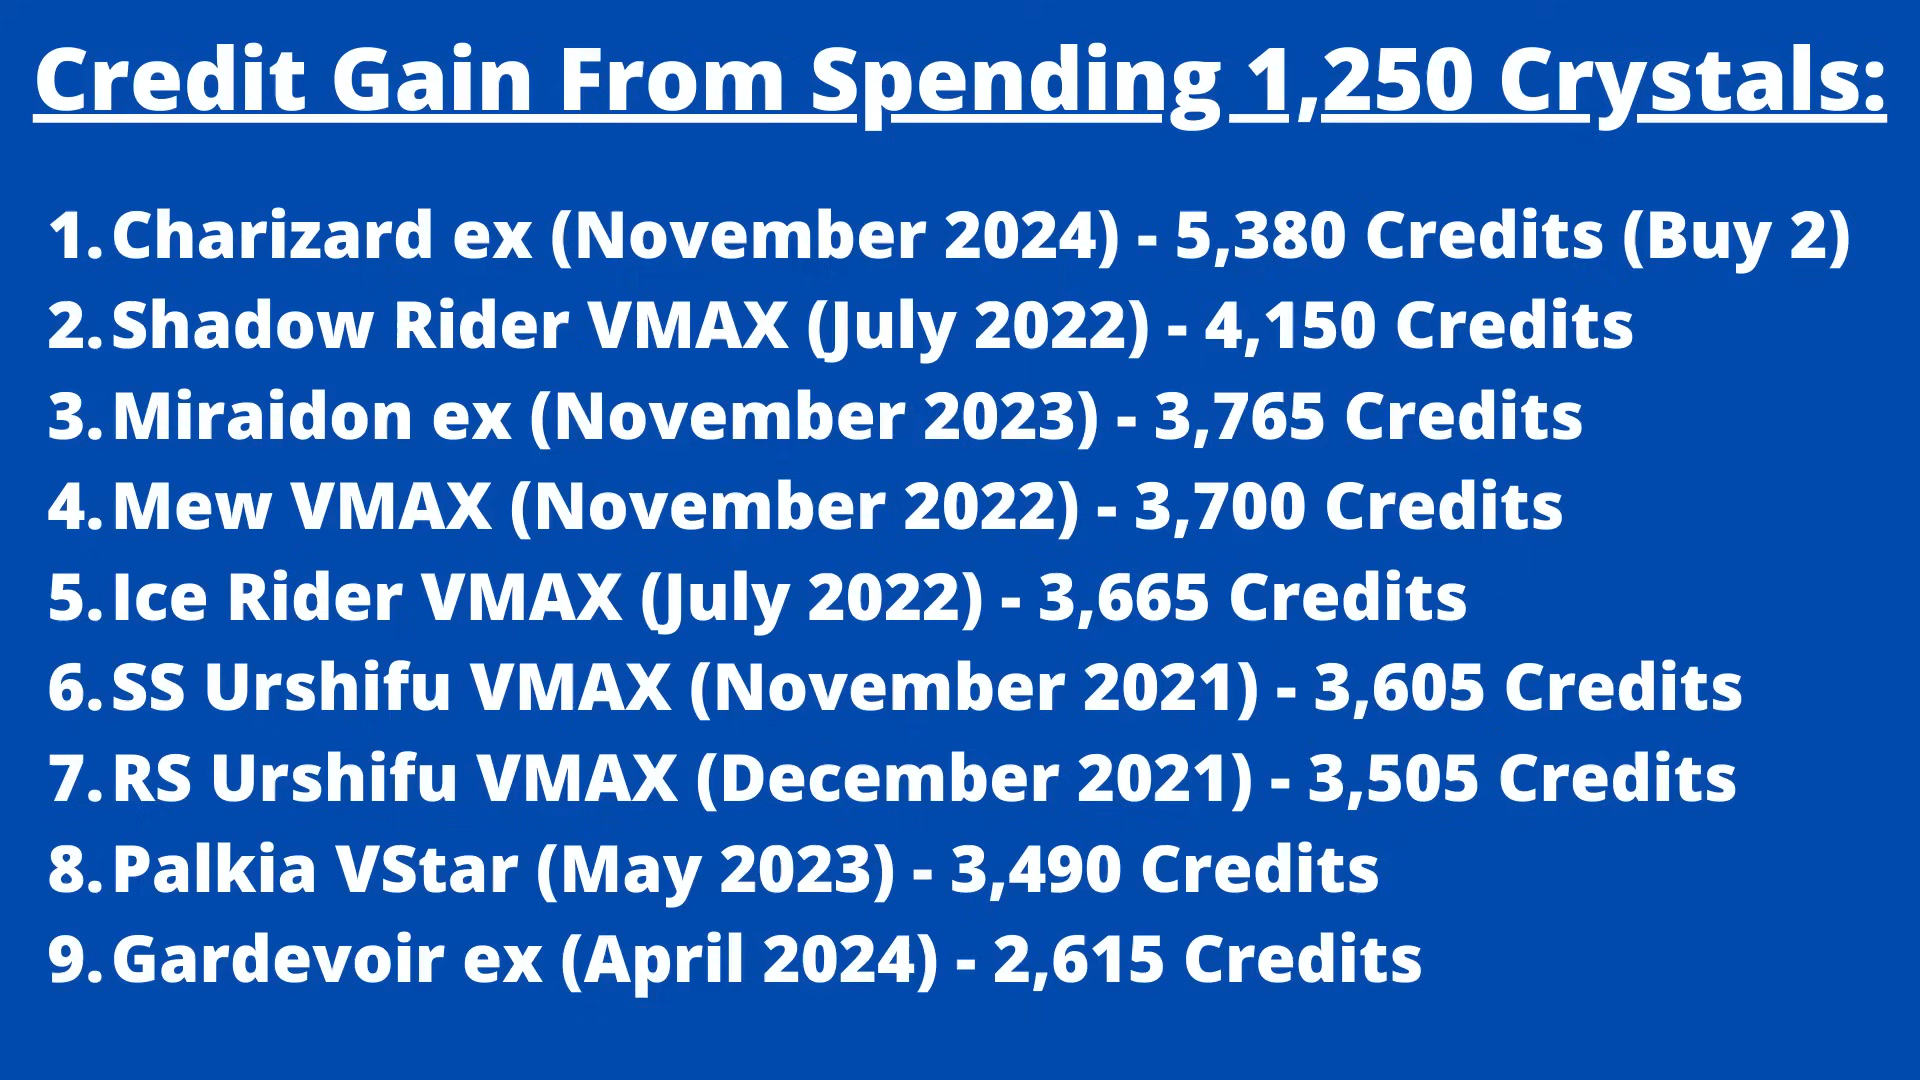 Credit Gain From Spending 1,250 Crystals:
1. Charizard ex (November 2024) - 5,380 Credits (Buy 2)
2. Shadow Rider VMAX (July 2022) - 4,150 Credits
3. Miraidon ex (November 2023) - 3,765 Credits
4. Mew VMAX (November 2022) - 3,700 Credits
5. Ice Rider VMAX (July 2022) - 3,665 Credits
6. SS Urshifu VMAX (November 2021) - 3,605 Credits
7. RS Urshifu VMAX (December 2021) - 3,505 Credits
8. Palkia VStar (May 2023) - 3,490 Credits
9. Gardevoir ex (April 2024) - 2,615 Credits